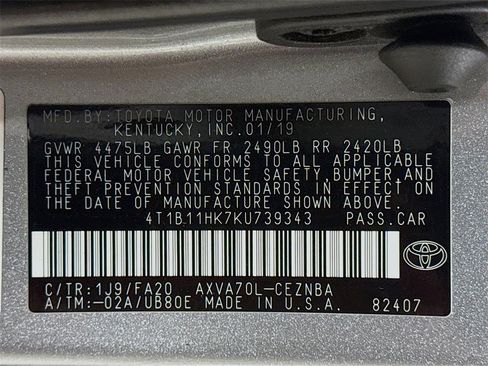 MFD.BY:TOYOTA MOTOR MANUFACTURING,
KENTUCKY,INC.01/19
GVWR 4475LB GAWR FR 2490LB RR 2420LB
THIS VEHICLE CONFORMS TO ALL APPLICABLE
FEDERAL MOTOR VEHICLE SAFETY,BUMPER,AND
THEFT PREVENTION STANDARDS IN EFFECT ON
THE DATE OF MANUFACTURE SHOWN ABOVE.
4T1B11HK7KU739343 PASS.CAR
C/TR:1J9/FA20 AXVA70L-CEZNBA
A/TM:-02A/UB80E MADE IN U.S.A. 82407